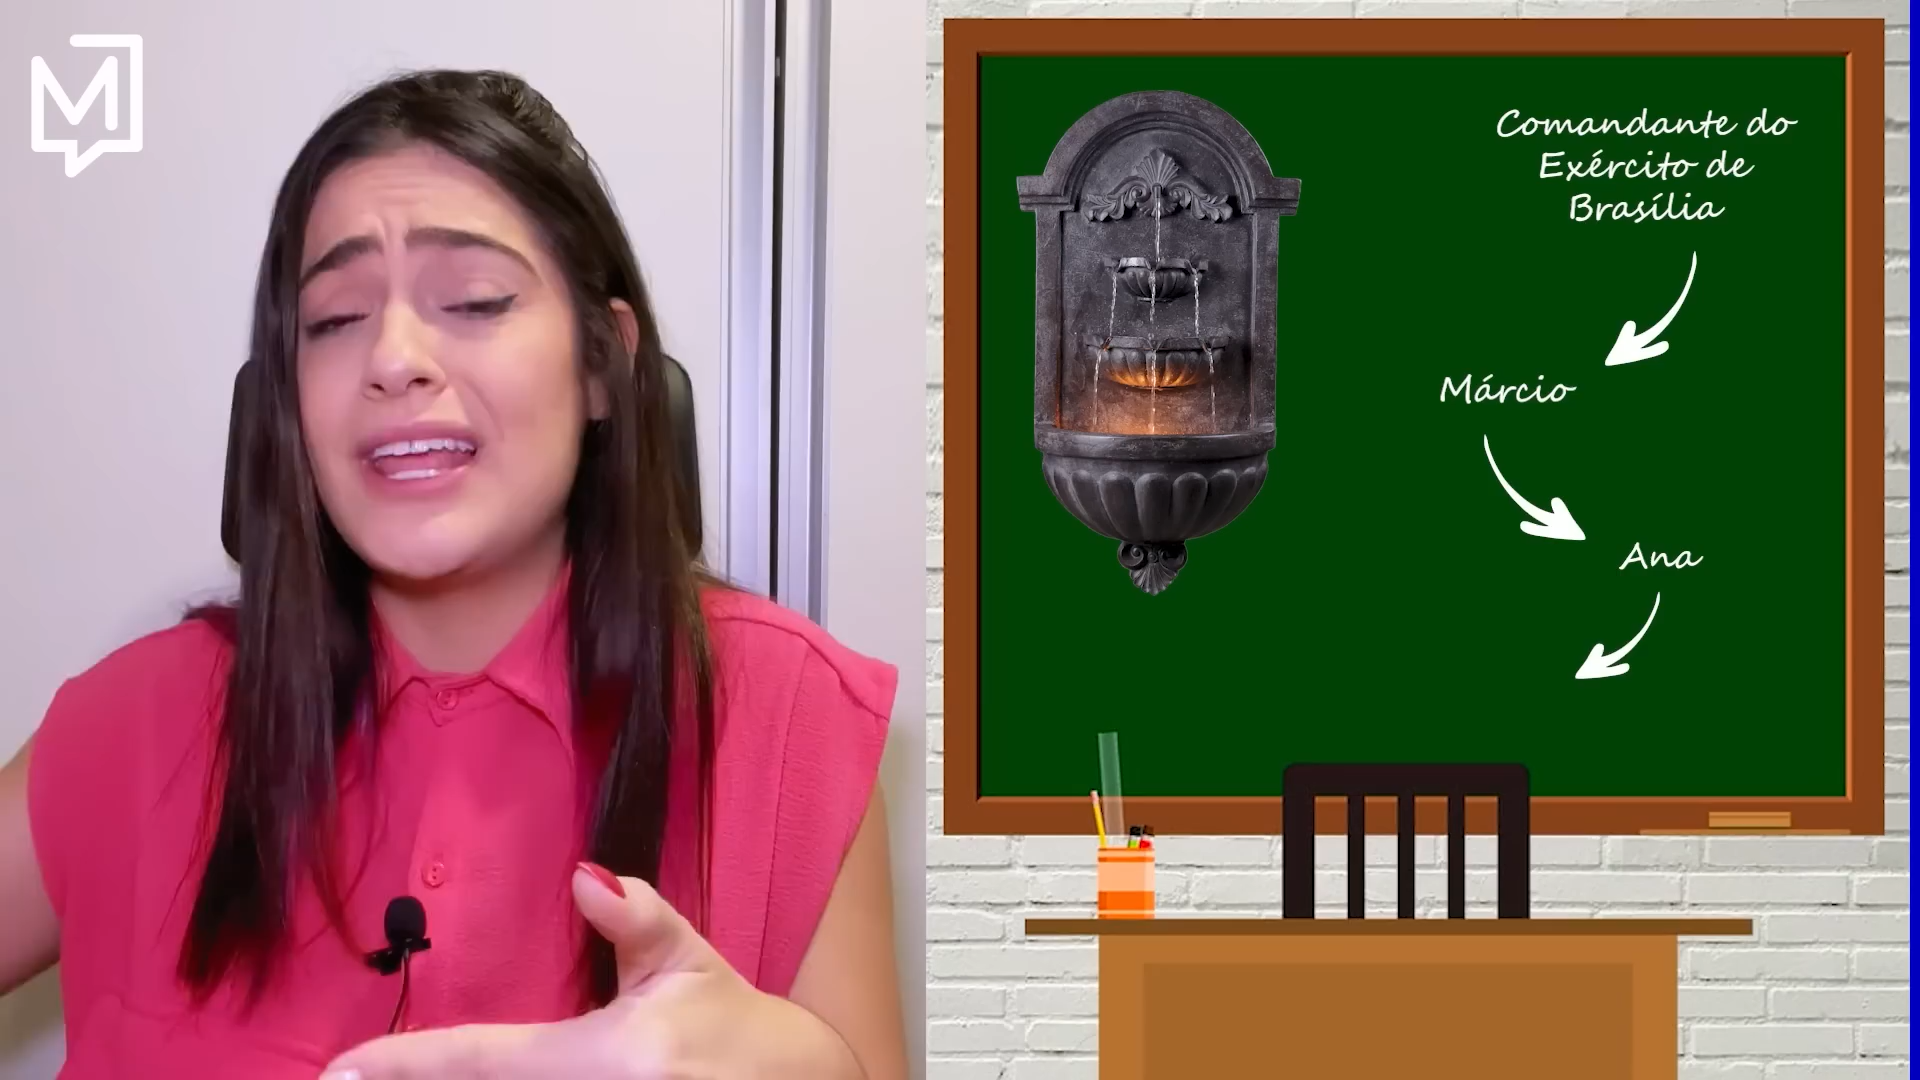 M
Comandante do
Exército de
Brasília
Márcio
Ana